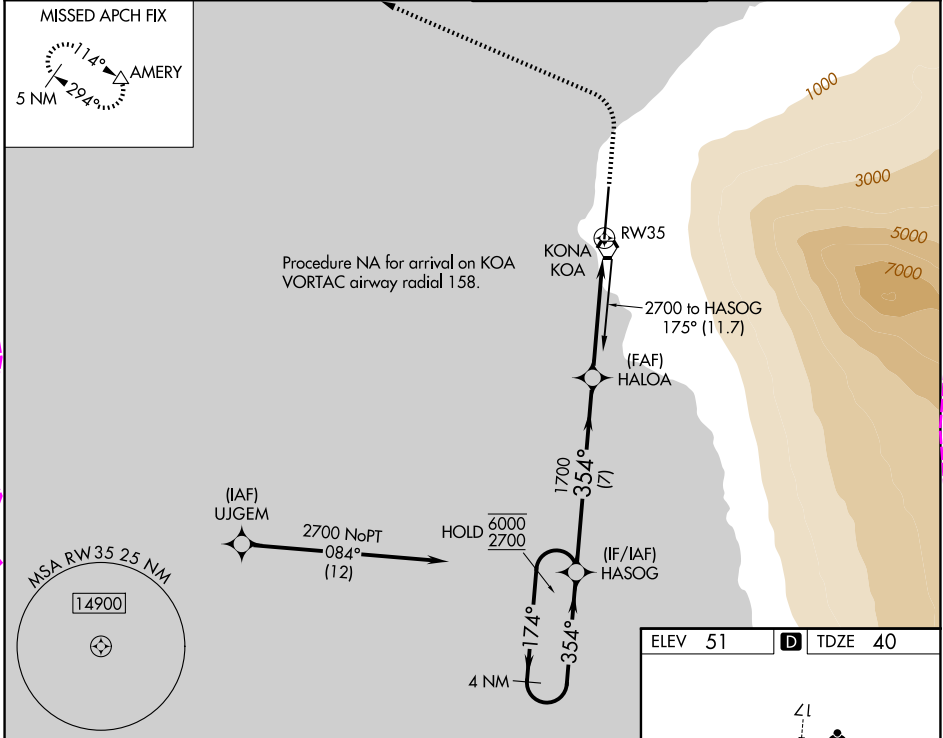 MISSED APCH FIX
114°
AMERY
5 NM
294°
1000
3000
5000
7000
RW35
KONA
KOA
Procedure NA for arrival on KOA
VORTAC airway radial 158.
2700 to HASOG
175° (11.7)
(FAF)
HALOA
1700
354°
(7)
(IAF)
UJGEM
2700 NoPT
084°
(12)
HOLD
6000
2700
(IF/IAF)
HASOG
MSA RW35 25 NM
14900
174°
354°
4 NM
ELEV 51
D
TDZE 40
17